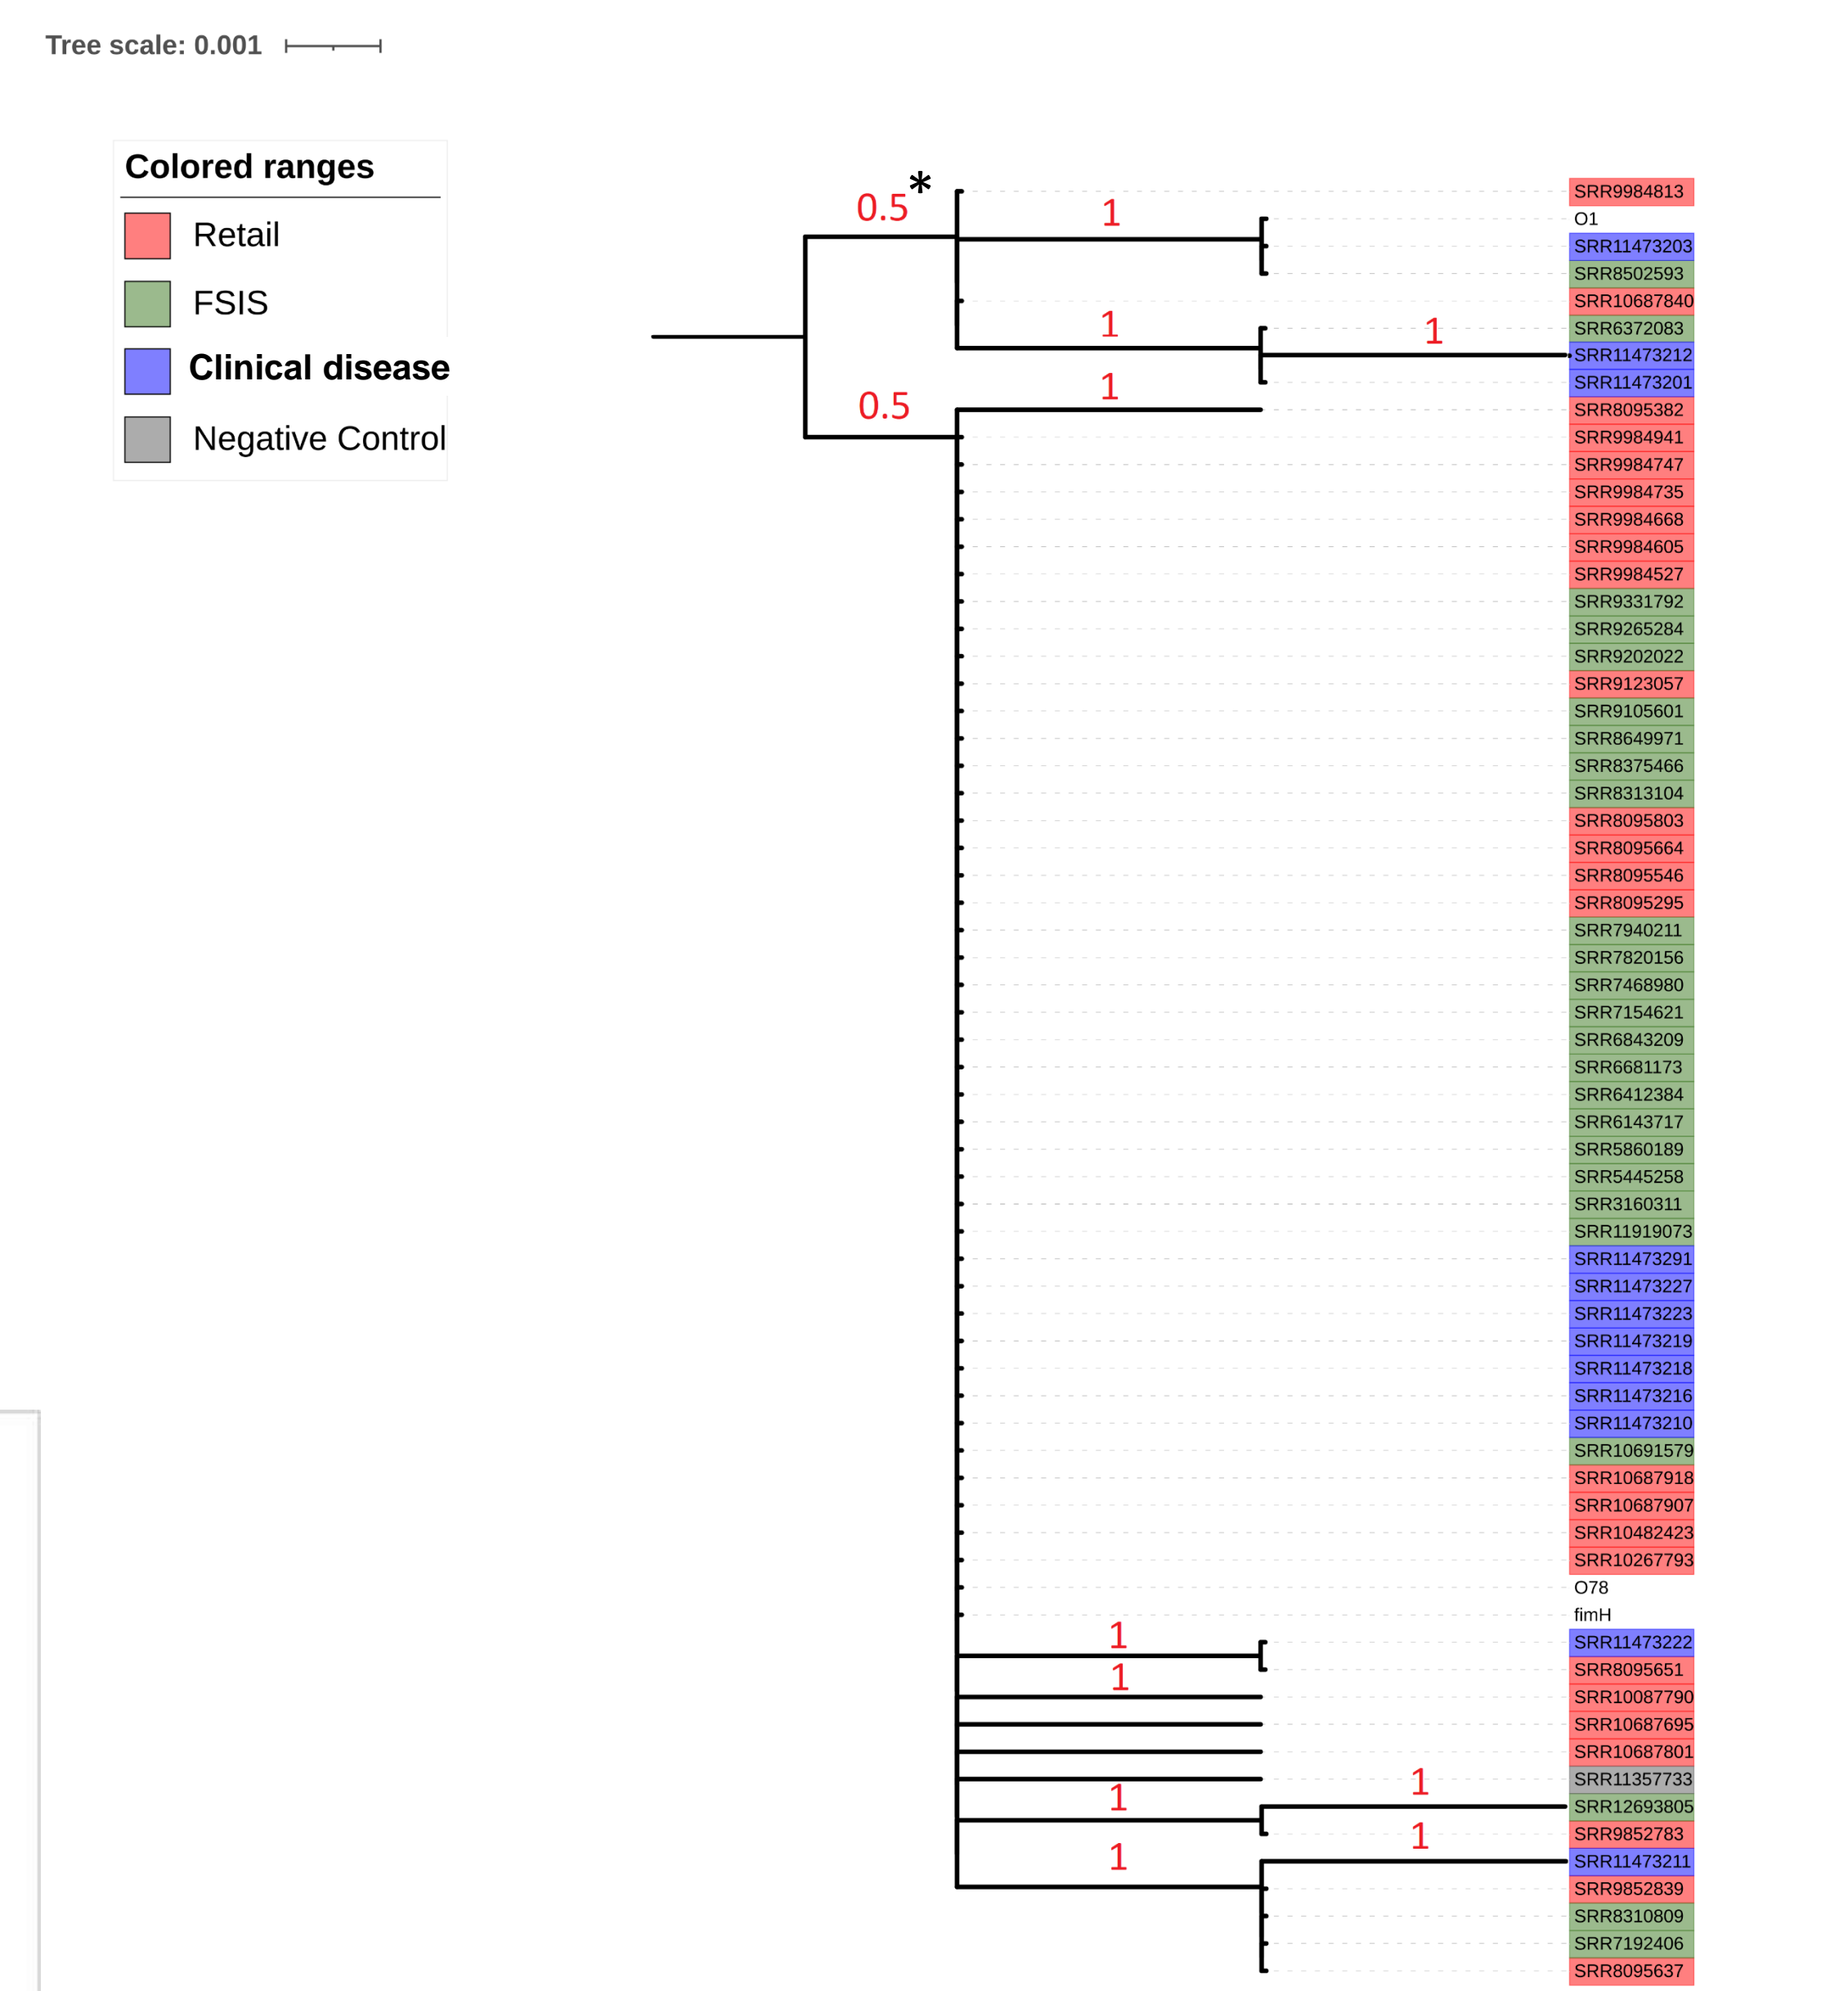 Tree scale: 0.001
Colored ranges
Retail
FSIS
Clinical disease
Negative Control
0.5*
1
1
1
1
0.5
SRR9984813
O1
SRR11473203
SRR8502593
SRR10687840
SRR6372083
SRR11473212
SRR11473201
SRR8095382
SRR9984941
SRR9984747
SRR9984735
SRR9984668
SRR9984605
SRR9984527
SRR9331792
SRR9265284
SRR9202022
SRR9123057
SRR9105601
SRR8649971
SRR8375466
SRR8313104
SRR8095803
SRR8095664
SRR8095546
SRR8095295
SRR7940211
SRR7820156
SRR7468980
SRR7154621
SRR6843209
SRR6681173
SRR6412384
SRR6143717
SRR5860189
SRR5445258
SRR3160311
SRR11919073
SRR11473291
SRR11473227
SRR11473223
SRR11473219
SRR11473218
SRR11473216
SRR11473210
SRR10691579
SRR10687918
SRR10687907
SRR10482423
SRR10267793
O78
fimH
1
SRR11473222
1
SRR8095651
SRR10087790
SRR10687695
SRR10687801
SRR11357733
1
1
SRR12693805
SRR9852783
1
1
SRR11473211
SRR9852839
SRR8310809
SRR7192406
SRR8095637